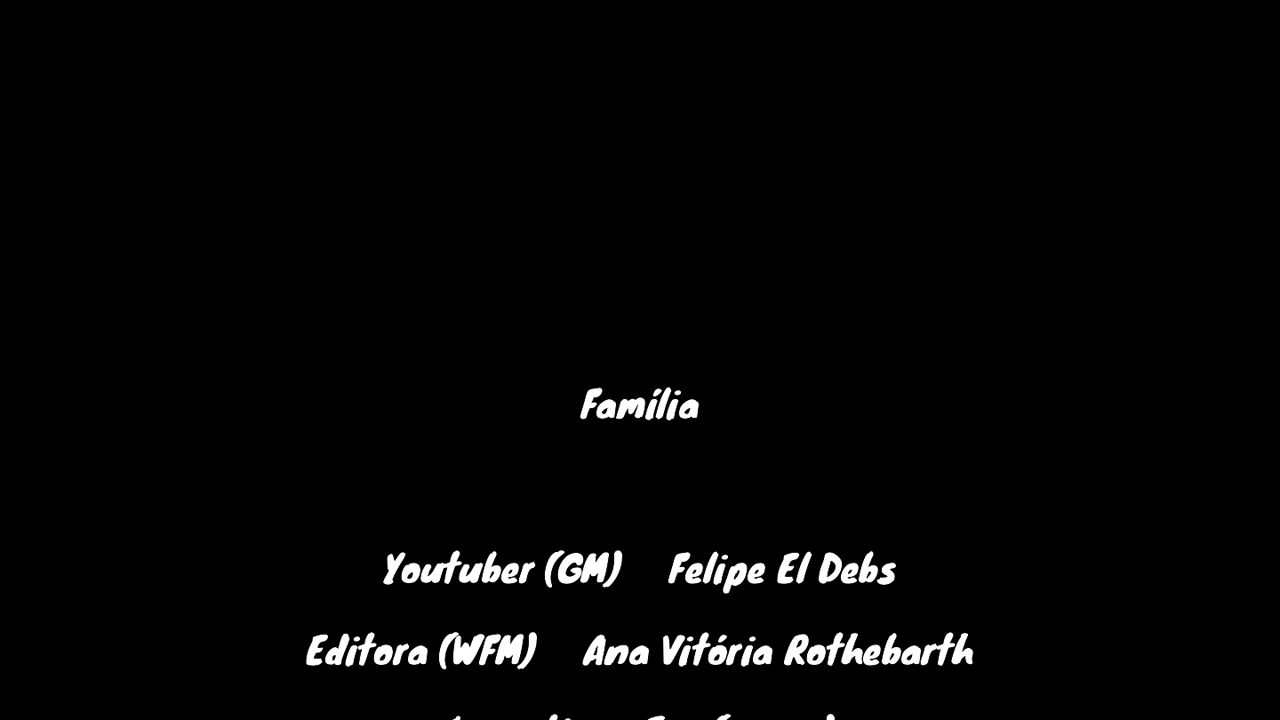 Família
Youtuber (GM) Felipe El Debs
Editora (WFM) Ana Vitória Rothebarth